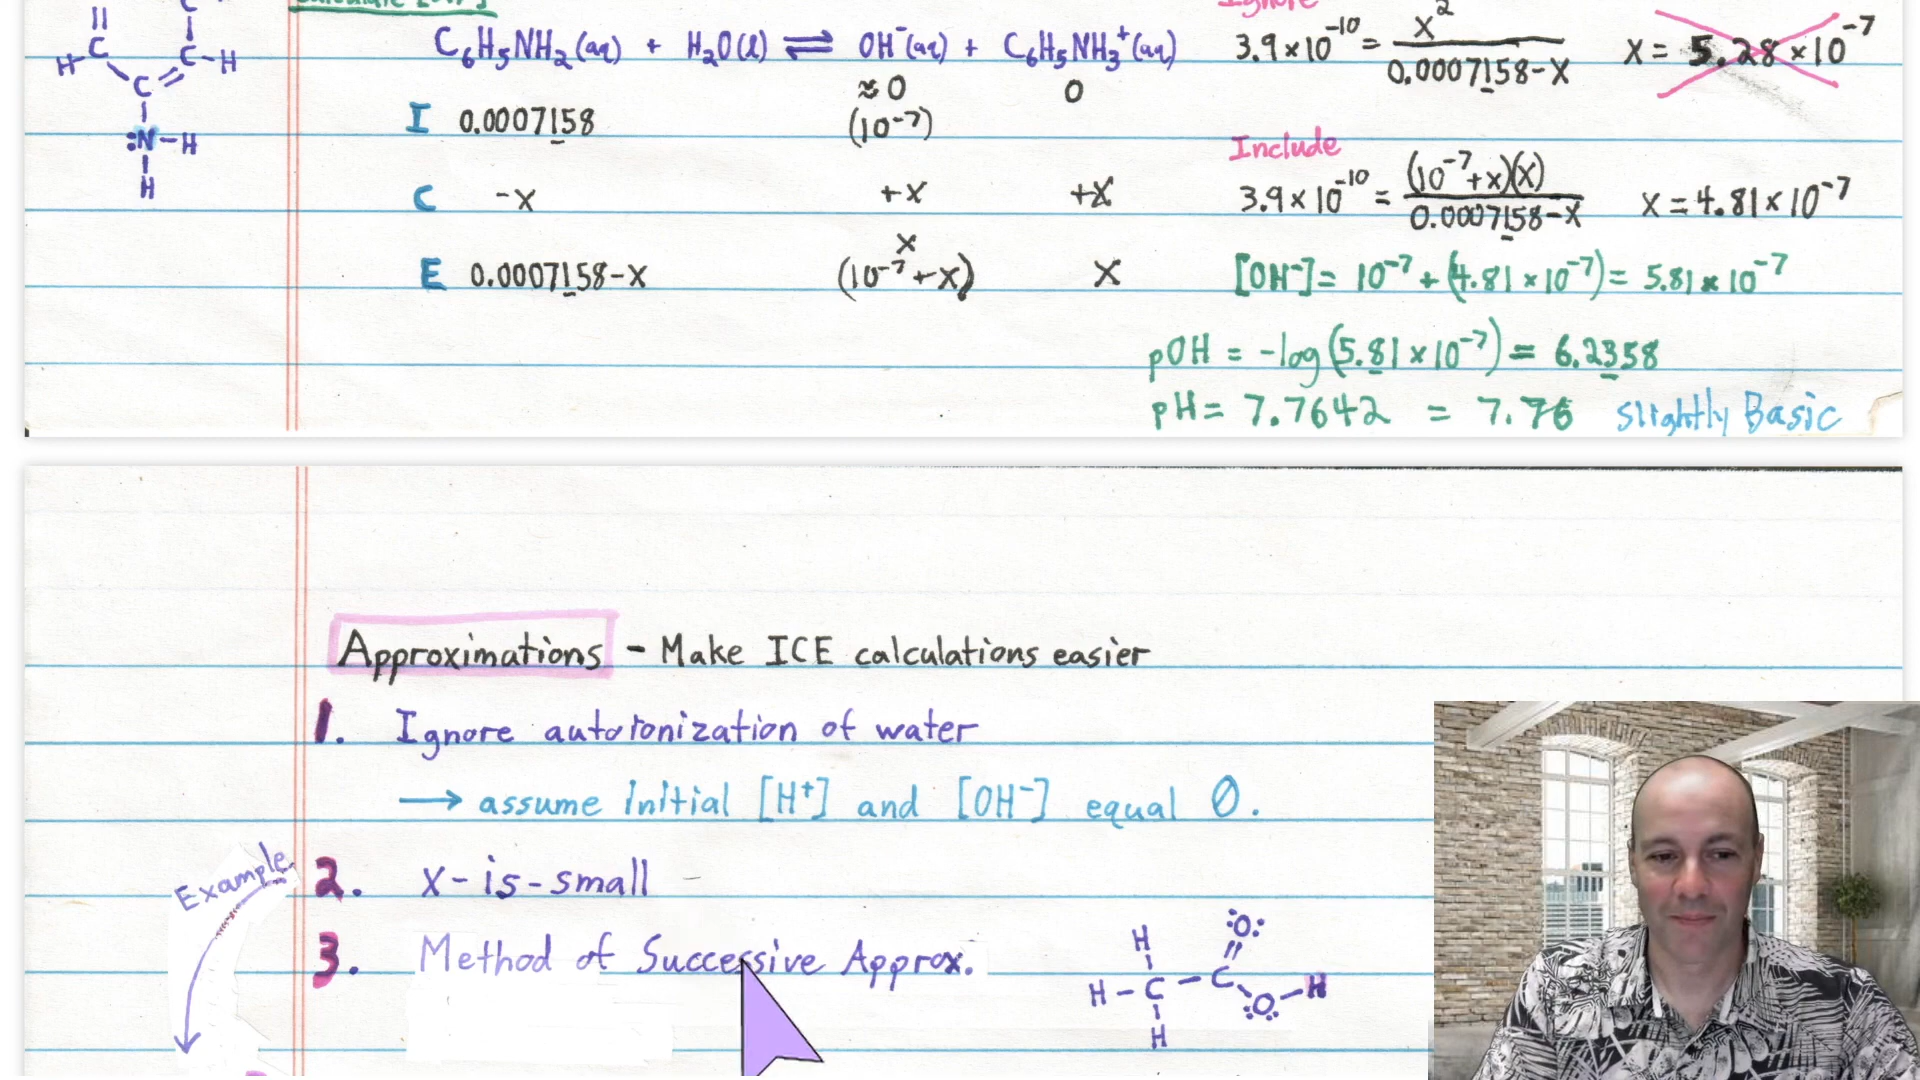 C₆H₅NH₂(aq) + H₂O(l) ⇌ OH⁻(aq) + C₆H₅NH₃⁺(aq)
≈0 0
I 0.0007158 (10⁻⁷)
C -x +x +x
x
E 0.0007158-x (10⁻⁷+x) x
3.9×10⁻¹⁰ = x² / 0.0007158-x x = 5.28×10⁻⁷
Include
3.9×10⁻¹⁰ = (10⁻⁷+x)(x) / 0.0007158-x x = 4.81×10⁻⁷
[OH⁻] = 10⁻⁷ + (4.81×10⁻⁷) = 5.81×10⁻⁷
pOH = -log(5.81×10⁻⁷) = 6.2358
pH = 7.7642 = 7.76 slightly Basic
C
H C C H
C
:N-H
H
Approximations - Make ICE calculations easier
1. Ignore autoionization of water
→ assume initial [H⁺] and [OH⁻] equal 0.
Example
2. x-is-small
3. Method of Successive Approx.
H :O:
H-C-C
O-H
H